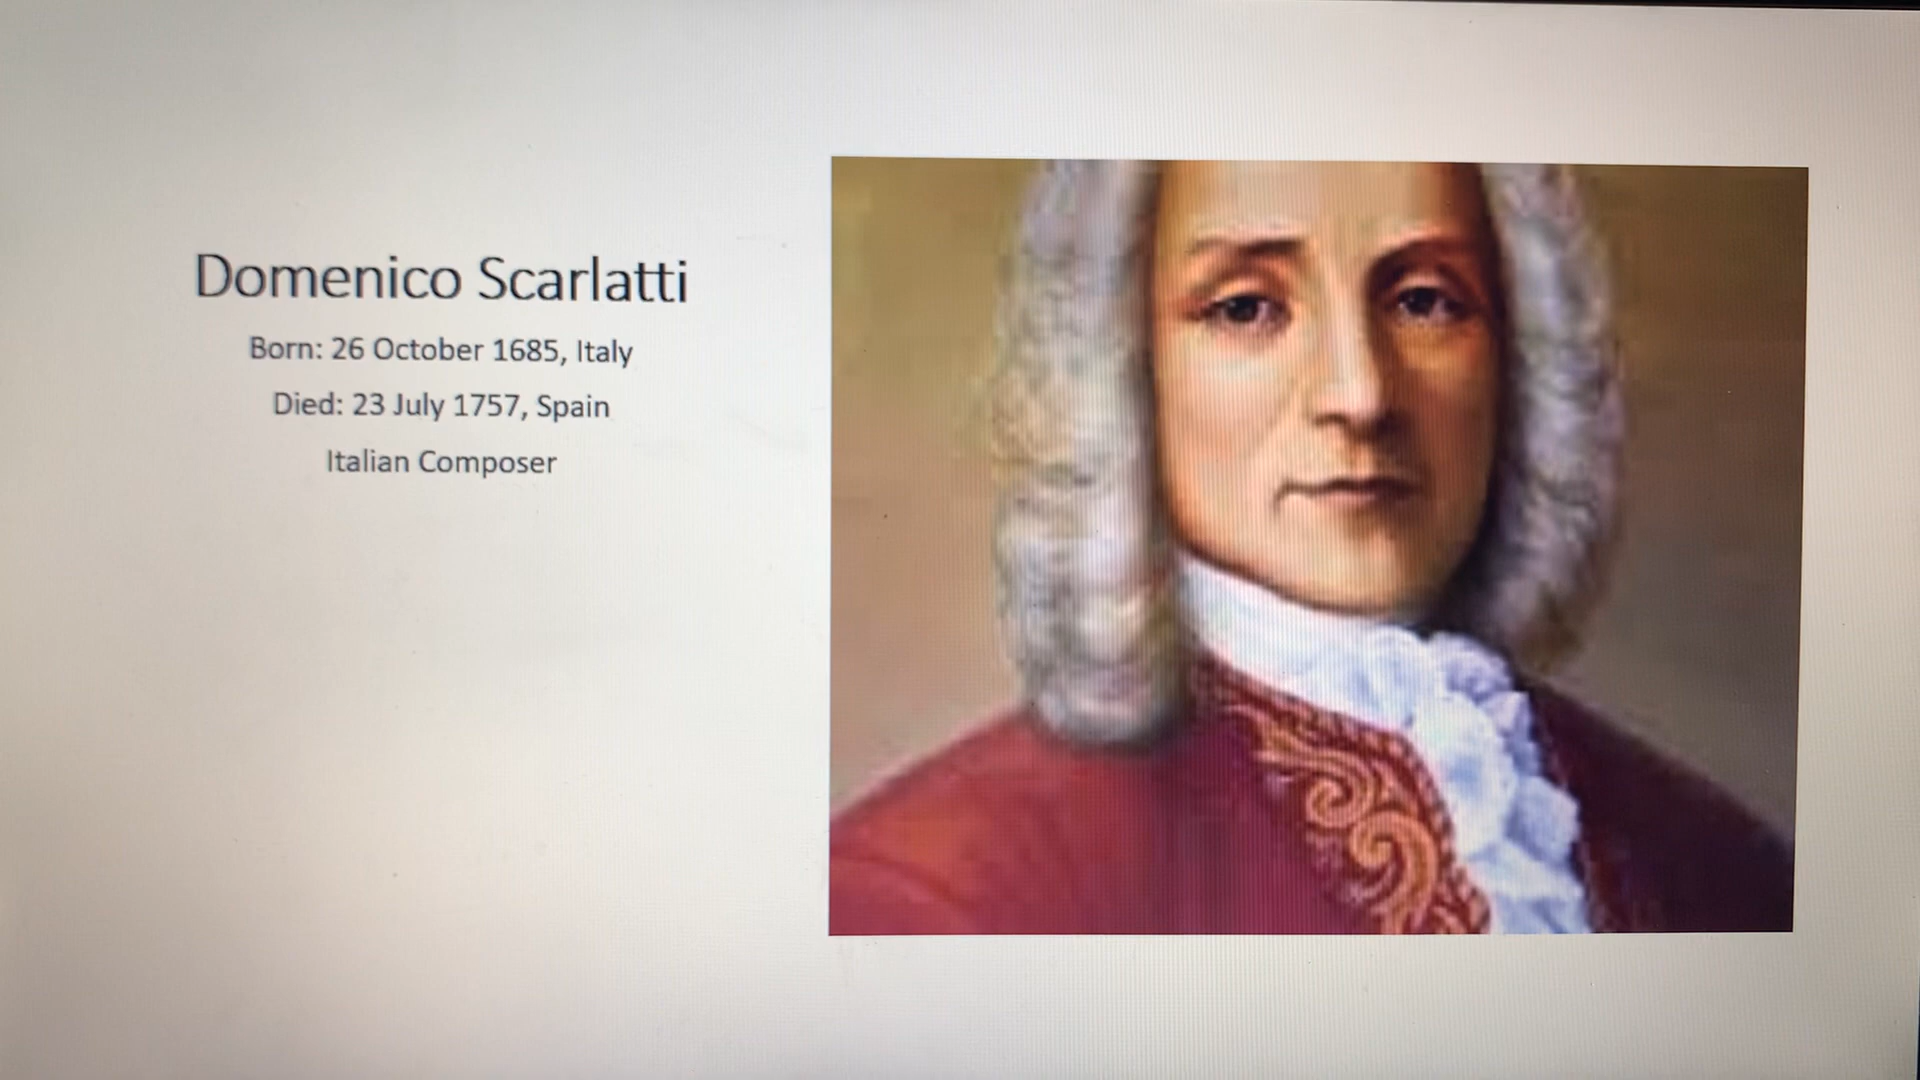 Domenico Scarlatti
Born: 26 October 1685, Italy
Died: 23 July 1757, Spain
Italian Composer